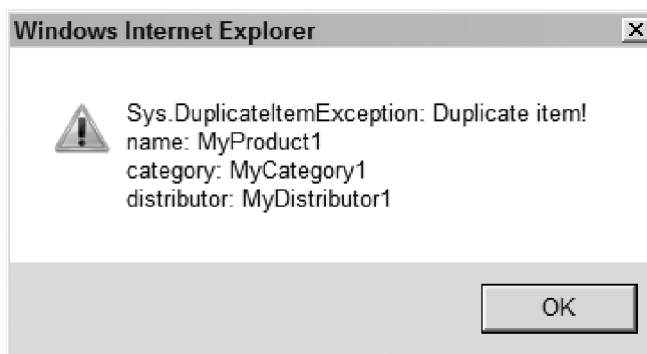 Windows Internet Explorer
Sys.DuplicateItemException: Duplicate item!
name: MyProduct1
category: MyCategory1
distributor: MyDistributor1
OK